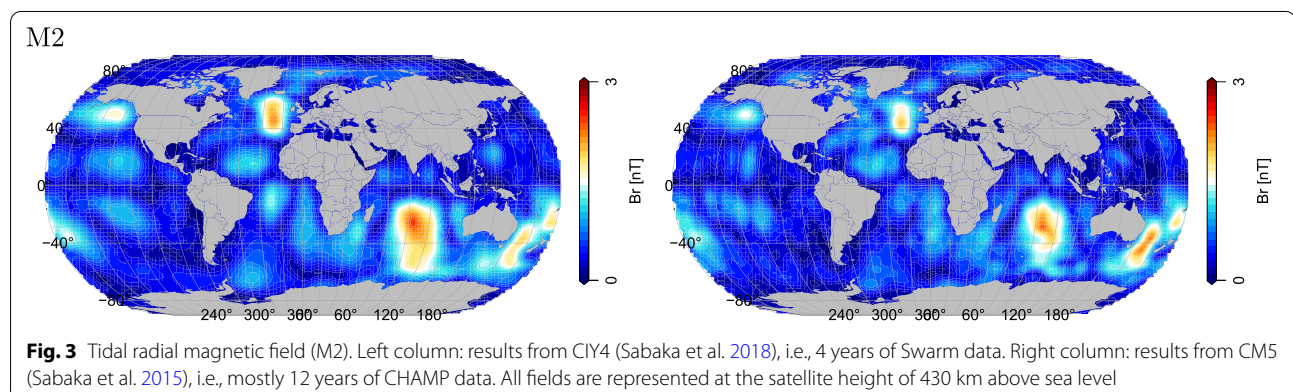 M2
80°
40°
0
−40°
−80°
240° 300° 360° 60° 120° 180°
3
Br [nT]
0
80°
40°
0
−40°
−80°
240° 300° 360° 60° 120° 180°
3
Br [nT]
0
Fig. 3 Tidal radial magnetic field (M2). Left column: results from CIY4 (Sabaka et al. 2018), i.e., 4 years of Swarm data. Right column: results from CM5
(Sabaka et al. 2015), i.e., mostly 12 years of CHAMP data. All fields are represented at the satellite height of 430 km above sea level